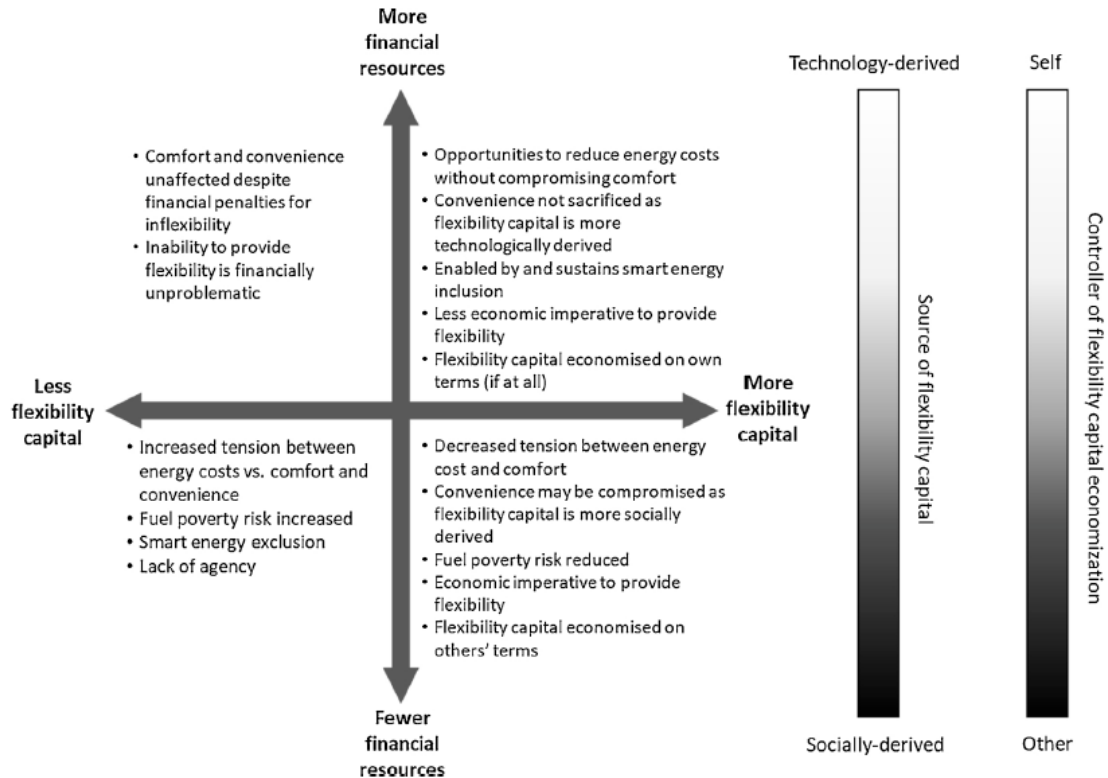 More
financial
resources
• Comfort and convenience
unaffected despite
financial penalties for
inflexibility
• Inability to provide
flexibility is financially
unproblematic
• Opportunities to reduce energy costs
without compromising comfort
• Convenience not sacrificed as
flexibility capital is more
technologically derived
• Enabled by and sustains smart energy
inclusion
• Less economic imperative to provide
flexibility
• Flexibility capital economised on own
terms (if at all)
Less
flexibility
capital
More
flexibility
capital
• Increased tension between
energy costs vs. comfort and
convenience
• Fuel poverty risk increased
• Smart energy exclusion
• Lack of agency
• Decreased tension between energy
cost and comfort
• Convenience may be compromised as
flexibility capital is more socially
derived
• Fuel poverty risk reduced
• Economic imperative to provide
flexibility
• Flexibility capital economised on
others' terms
Fewer
financial
resources
Technology-derived
Source of flexibility capital
Socially-derived
Self
Controller of flexibility capital economization
Other